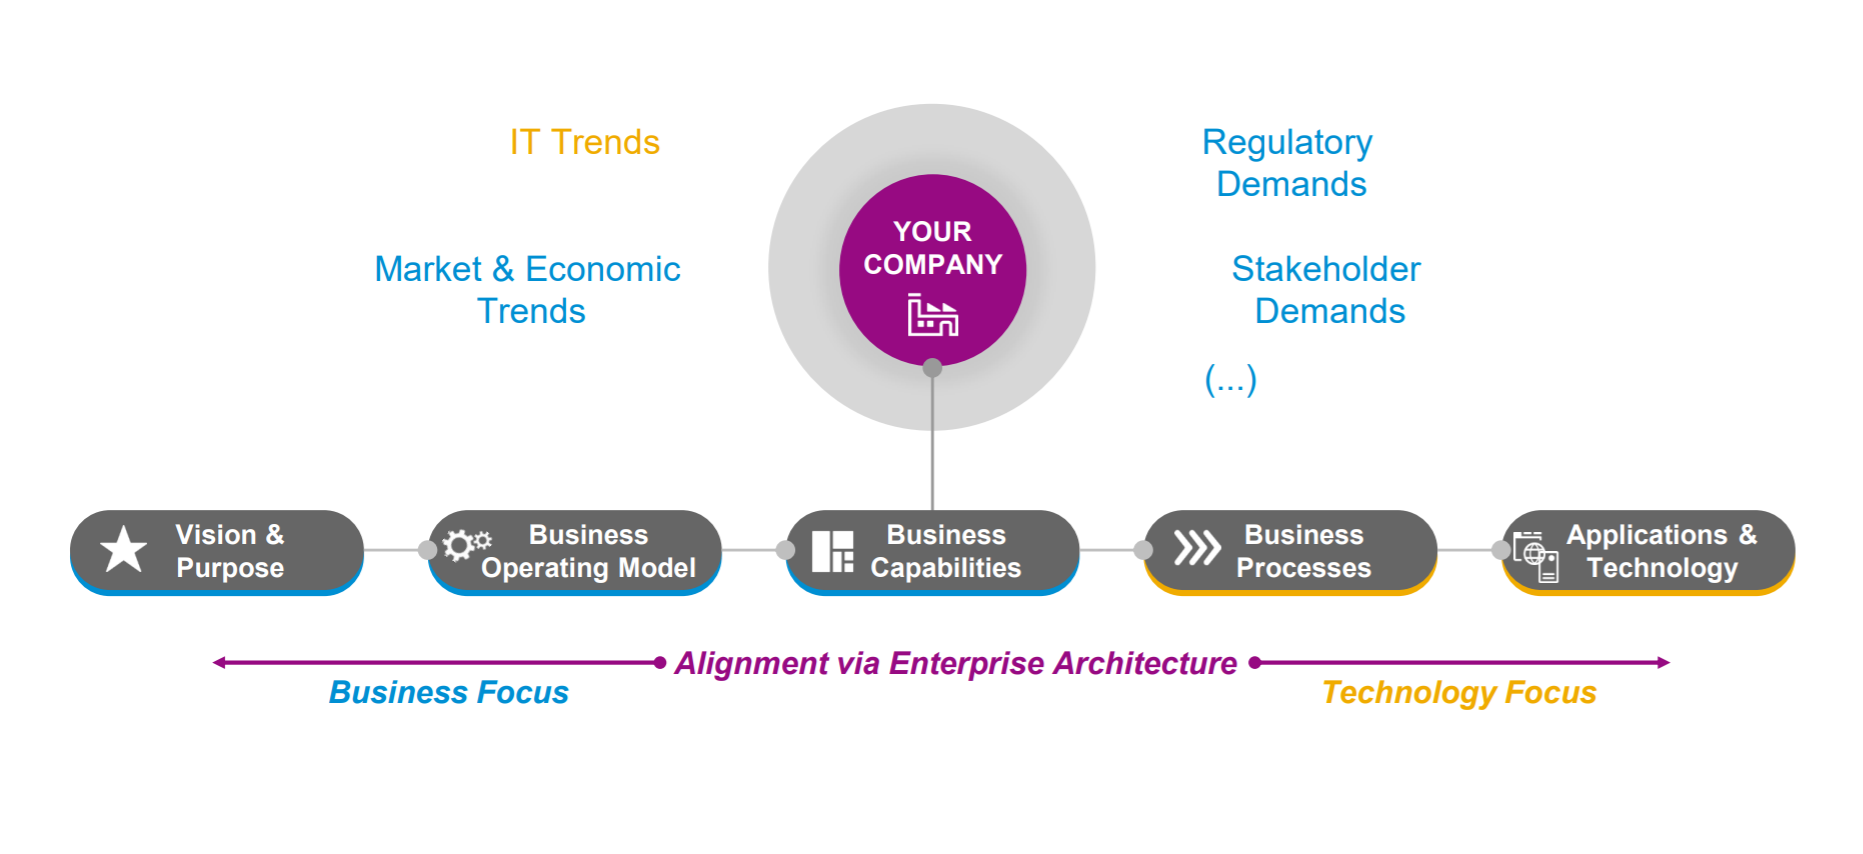 IT Trends
Market & Economic
Trends
YOUR
COMPANY
Regulatory
Demands
Stakeholder
Demands
(...)
Vision &
Purpose
Business
Operating Model
Business
Capabilities
Business
Processes
Applications &
Technology
Alignment via Enterprise Architecture
Business Focus
Technology Focus